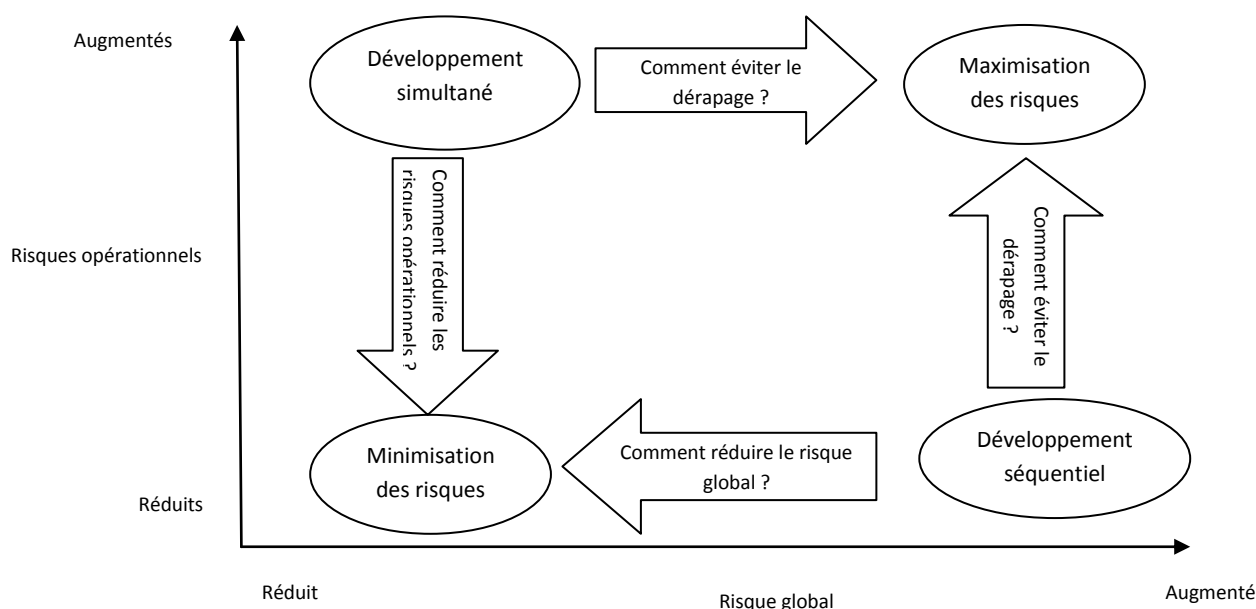 Augmentés
Développement
simultané
Comment éviter le
dérapage ?
Maximisation
des risques
Comment réduire les
risques opérationnels ?
Comment éviter le
dérapage ?
Risques opérationnels
Minimisation
des risques
Comment réduire le risque
global ?
Développement
séquentiel
Réduits
Réduit
Risque global
Augmenté